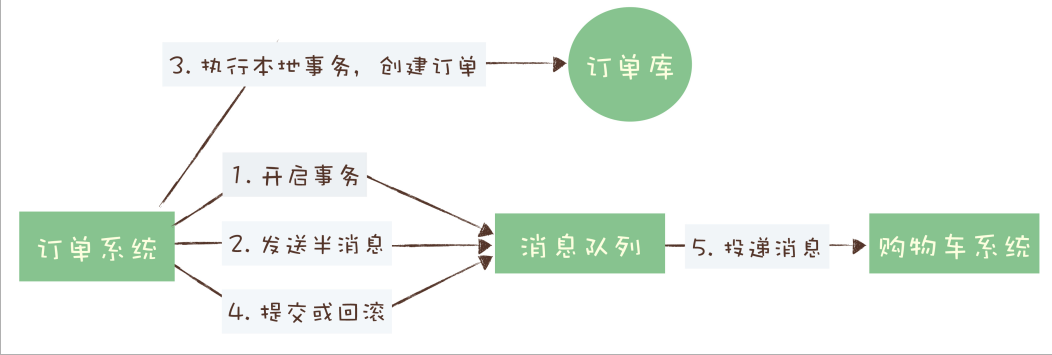 3. 执行本地事务，创建订单
订单库
1. 开启事务
订单系统
2. 发送半消息
消息队列
5. 投递消息
购物车系统
4. 提交或回滚